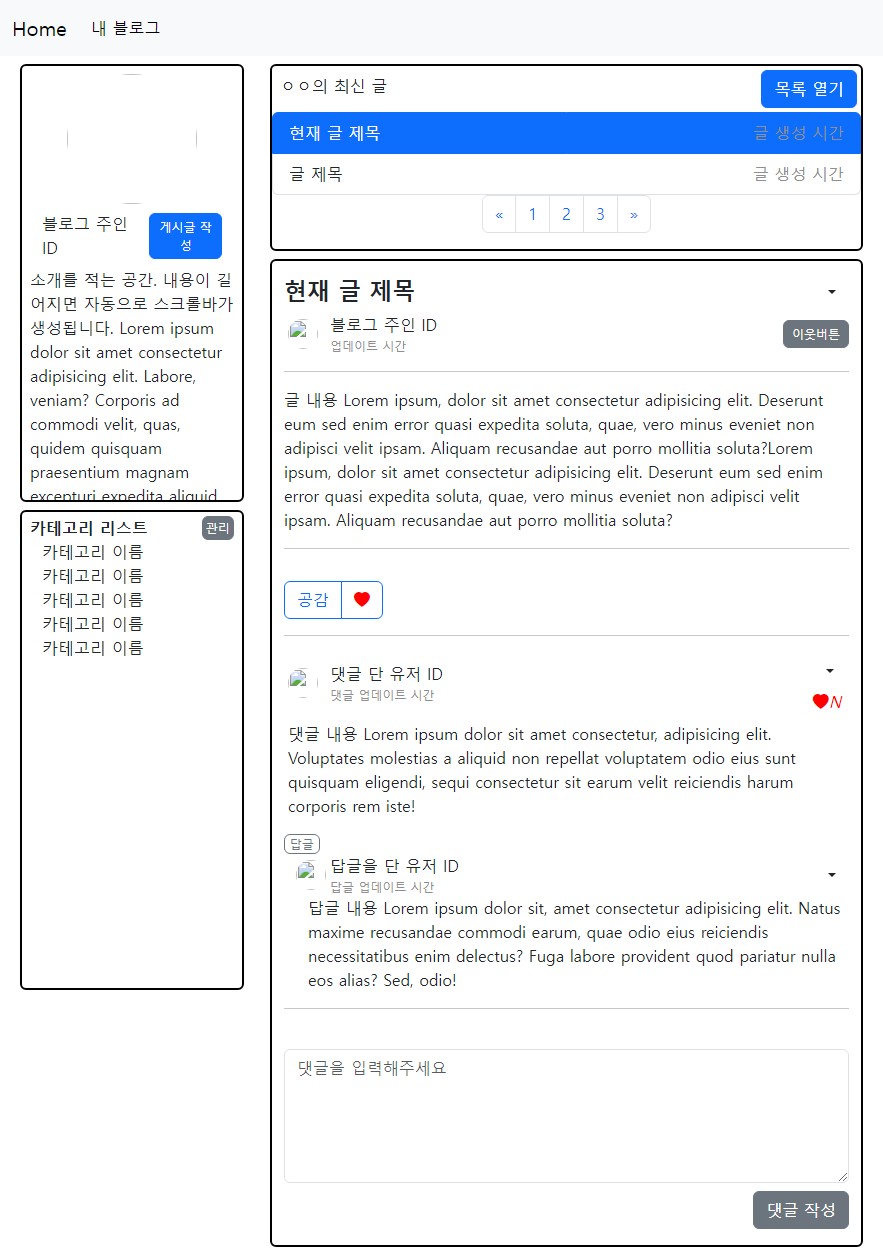 Home 내 블로그
블로그 주인 ID
게시글 작성
소개를 적는 공간. 내용이 길
어지면 자동으로 스크롤바가
생성됩니다. Lorem ipsum
dolor sit amet consectetur
adipisicing elit. Labore,
veniam? Corporis ad
commodi velit, quas,
quidem quisquam
praesentium magnam
excepturi expedita aliquid
카테고리 리스트 관리
카테고리 이름
카테고리 이름
카테고리 이름
카테고리 이름
카테고리 이름
ㅇㅇ의 최신 글 목록 열기
현재 글 제목 글 생성 시간
글 제목 글 생성 시간
« 1 2 3 »
현재 글 제목
블로그 주인 ID
업데이트 시간
이웃버튼
글 내용 Lorem ipsum, dolor sit amet consectetur adipisicing elit. Deserunt
eum sed enim error quasi expedita soluta, quae, vero minus eveniet non
adipisci velit ipsam. Aliquam recusandae aut porro mollitia soluta?Lorem
ipsum, dolor sit amet consectetur adipisicing elit. Deserunt eum sed enim
error quasi expedita soluta, quae, vero minus eveniet non adipisci velit
ipsam. Aliquam recusandae aut porro mollitia soluta?
공감 ♥
댓글 단 유저 ID
댓글 업데이트 시간
♥N
댓글 내용 Lorem ipsum dolor sit amet consectetur, adipisicing elit.
Voluptates molestias a aliquid non repellat voluptatem odio eius sunt
quisquam eligendi, sequi consectetur sit earum velit reiciendis harum
corporis rem iste!
답글
답글을 단 유저 ID
답글 업데이트 시간
답글 내용 Lorem ipsum dolor sit, amet consectetur adipisicing elit. Natus
maxime recusandae commodi earum, quae odio eius reiciendis
necessitatibus enim delectus? Fuga labore provident quod pariatur nulla
eos alias? Sed, odio!
댓글을 입력해주세요
댓글 작성